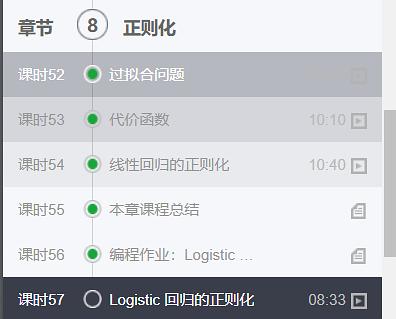 章节 8 正则化
课时52 过拟合问题
课时53 代价函数 10:10
课时54 线性回归的正则化 10:40
课时55 本章课程总结
课时56 编程作业：Logistic ...
课时57 Logistic 回归的正则化 08:33